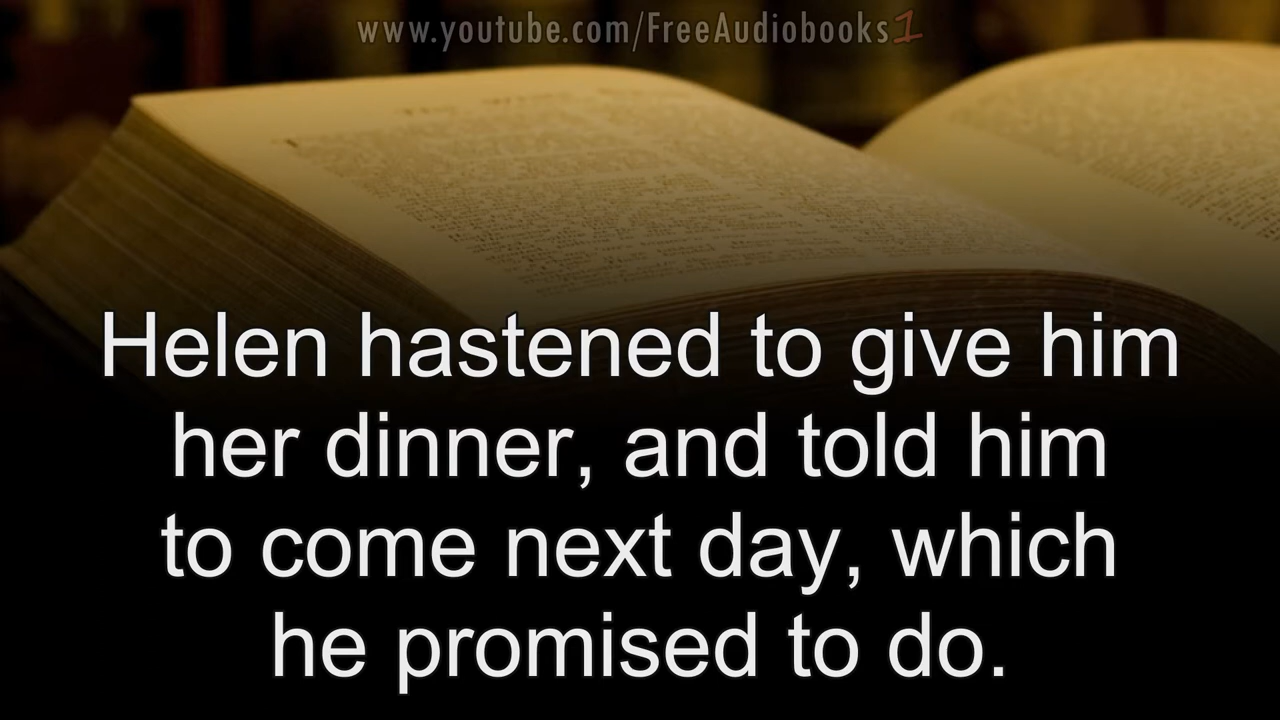 www.youtube.com/FreeAudiobooks1
Helen hastened to give him
her dinner, and told him
to come next day, which
he promised to do.